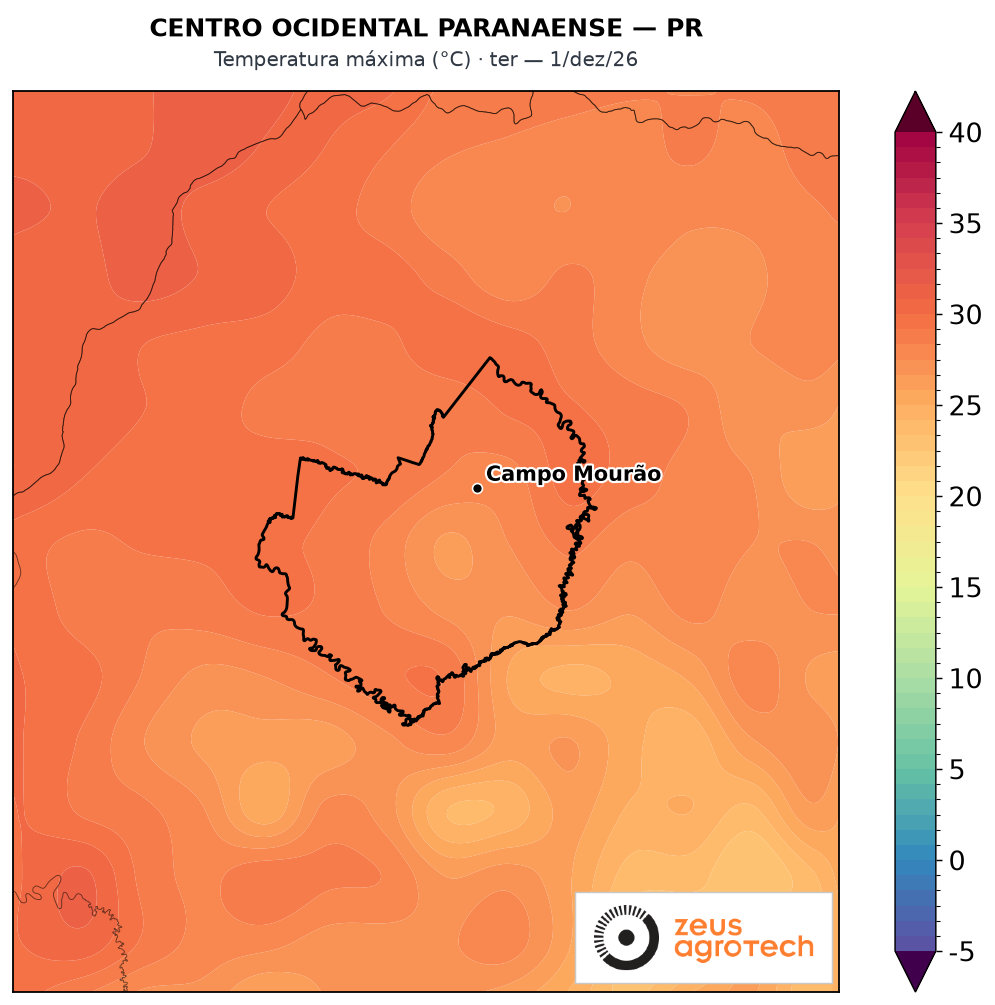 CENTRO OCIDENTAL PARANAENSE — PR
Temperatura máxima (°C) · ter — 1/dez/26
40
35
30
25
20
15
10
5
0
-5
Campo Mourão
zeus
agrotech